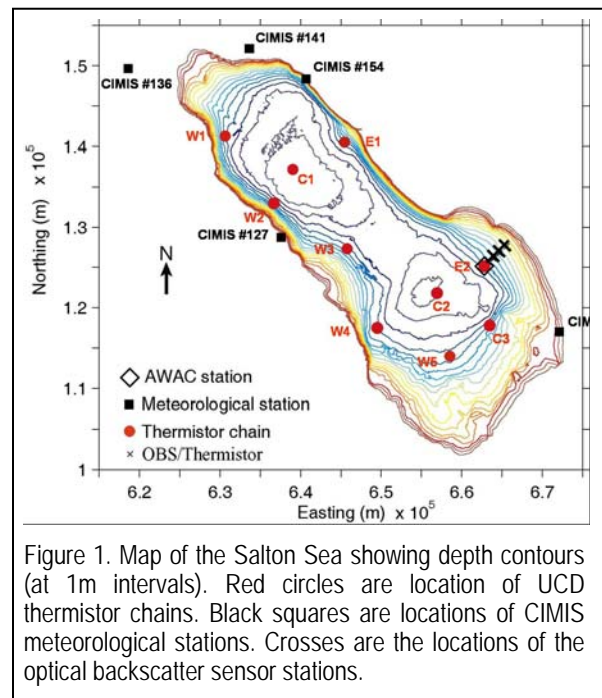 CIMIS #141
1.5
CIMIS #136
CIMIS #154
W1
E1
1.4
C1
W2
CIMIS #127
1.3
W3
E2
N
C2
1.2
W4
C3
CIM
W5
AWAC station
1.1
Meteorological station
Thermistor chain
OBS/Thermistor
1
6.2 6.3 6.4 6.5 6.6 6.7
Easting (m) x 10⁵
Northing (m) x 10⁵
Figure 1. Map of the Salton Sea showing depth contours
(at 1m intervals). Red circles are location of UCD
thermistor chains. Black squares are locations of CIMIS
meteorological stations. Crosses are the locations of the
optical backscatter sensor stations.